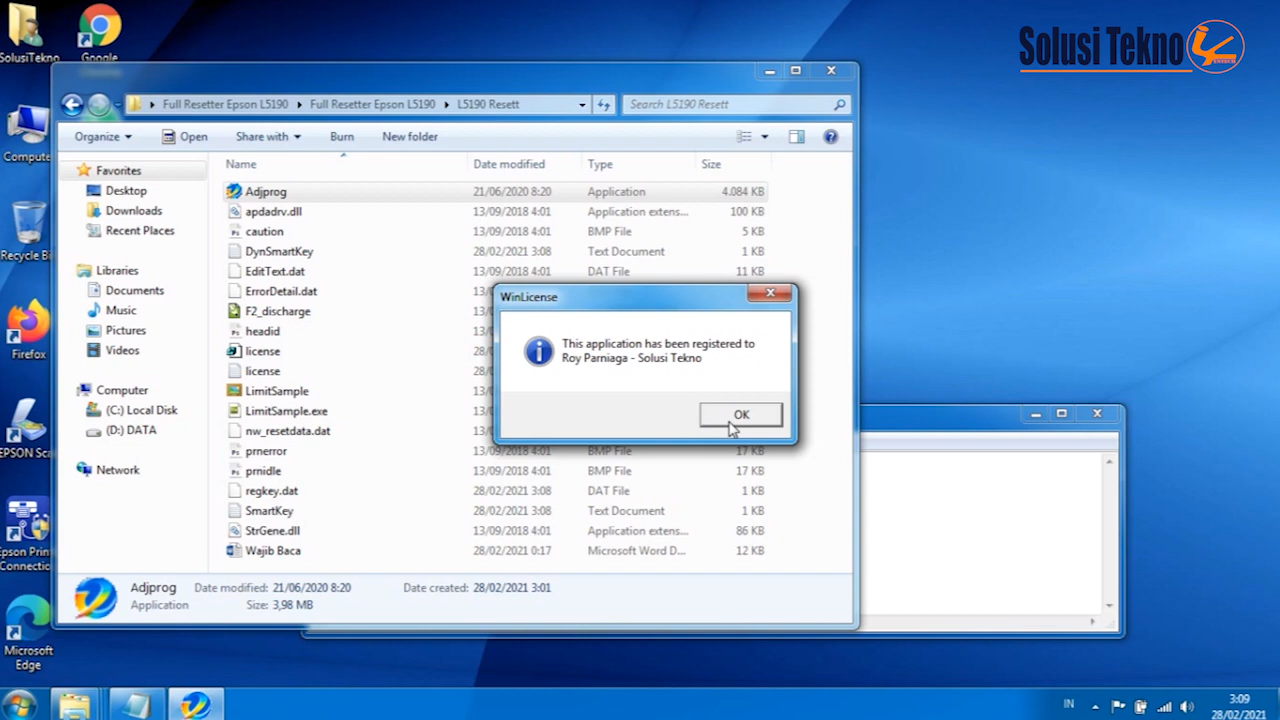 SolusiTekno
Google
Solusi Tekno
Full Resetter Epson L5190
Full Resetter Epson L5190
L5190 Resett
Search L5190 Resett
Organize
Open
Share with
Burn
New folder
Name
Date modified
Type
Size
Favorites
Desktop
Downloads
Recent Places
Libraries
Documents
Music
Pictures
Videos
Computer
(C:) Local Disk
(D:) DATA
Network
Adjprog 21/06/2020 8:20 Application 4.084 KB
apdadrv.dll 13/09/2018 4:01 Application extens... 100 KB
caution 13/09/2018 4:01 BMP File 5 KB
DynSmartKey 28/02/2021 3:08 Text Document 1 KB
EditText.dat 13/09/2018 4:01 DAT File 11 KB
ErrorDetail.dat
F2_discharge
headid
license
license
LimitSample
LimitSample.exe
nw_resetdata.dat
prnerror 13/09/2018 4:01 BMP File 17 KB
prnidle 13/09/2018 4:01 BMP File 17 KB
regkey.dat 28/02/2021 3:08 DAT File 1 KB
SmartKey 28/02/2021 3:08 Text Document 1 KB
StrGene.dll 13/09/2018 4:01 Application extens... 86 KB
Wajib Baca 28/02/2021 0:17 Microsoft Word D... 12 KB
WinLicense
This application has been registered to
Roy Parniaga - Solusi Tekno
OK
Adjprog Date modified: 21/06/2020 8:20 Date created: 28/02/2021 3:01
Application Size: 3,98 MB
Compute
Recycle Bi
Firefox
EPSON Sca
Epson Prin
Connection
Microsoft
Edge
IN
3:09
28/02/2021